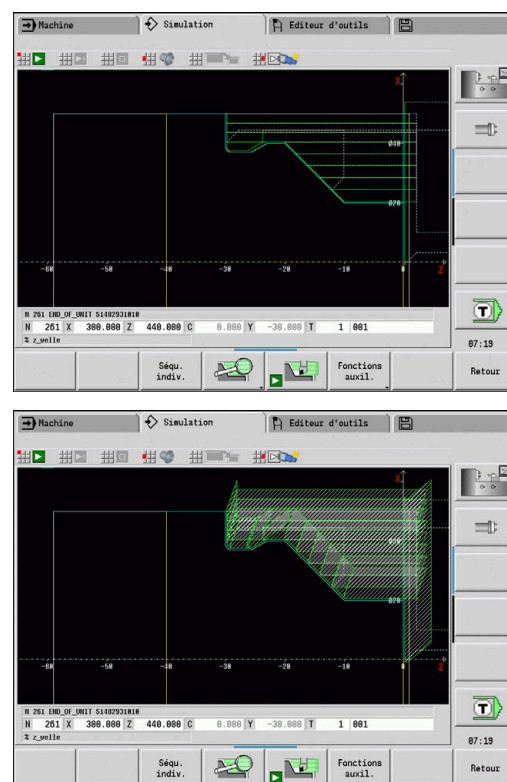 Machine Simulation Editeur d'outils
X
Ø40
Ø20
-60 -50 -40 -30 -20 -10 0 Z
N 261 END_OF_UNIT S1402931010
N 261 X 300.000 Z 440.000 C 0.000 Y -30.000 T 1 001
% z_welle
T
07:19
Séqu. indiv. Fonctions auxil. Retour
Machine Simulation Editeur d'outils
X
Ø40
Ø20
-60 -50 -40 -30 -20 -10 0 Z
N 261 END_OF_UNIT S1402931010
N 261 X 300.000 Z 440.000 C 0.000 Y -30.000 T 1 001
% z_welle
T
07:19
Séqu. indiv. Fonctions auxil. Retour